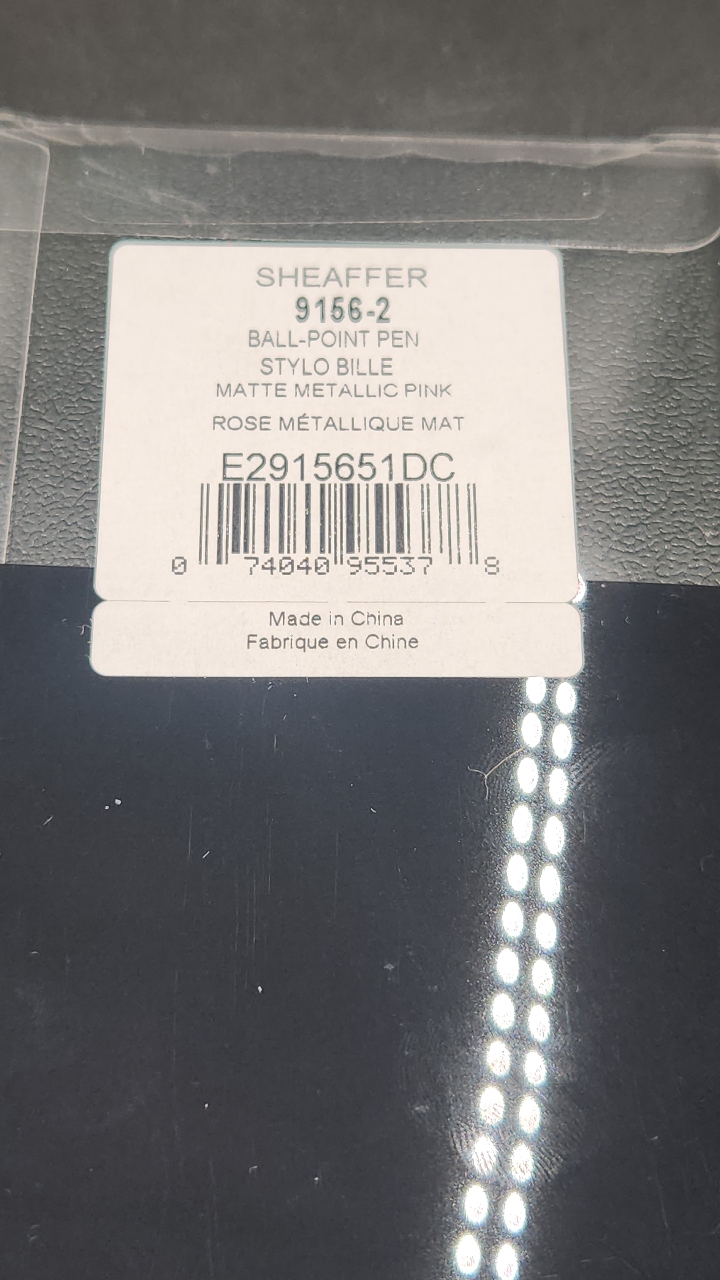 SHEAFFER
9156-2
BALL-POINT PEN
STYLO BILLE
MATTE METALLIC PINK
ROSE MÉTALLIQUE MAT
E2915651DC
0 74040 95537 8
Made in China
Fabrique en Chine